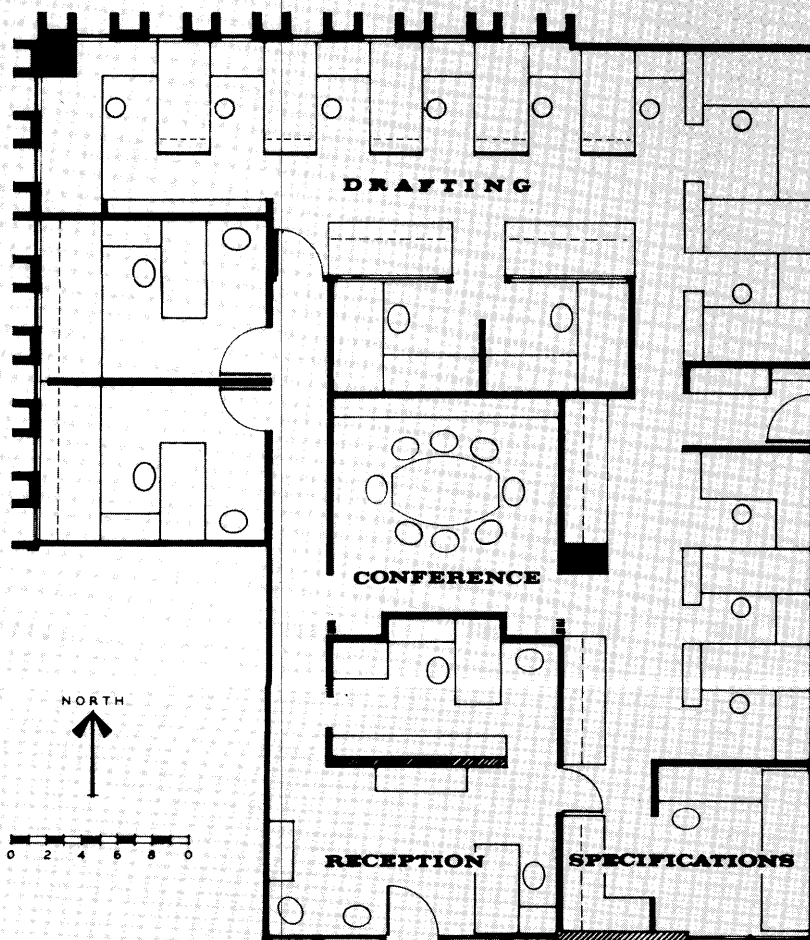 DRAFTING
CONFERENCE
NORTH
0 2 4 6 8 0
RECEPTION
SPECIFICATIONS